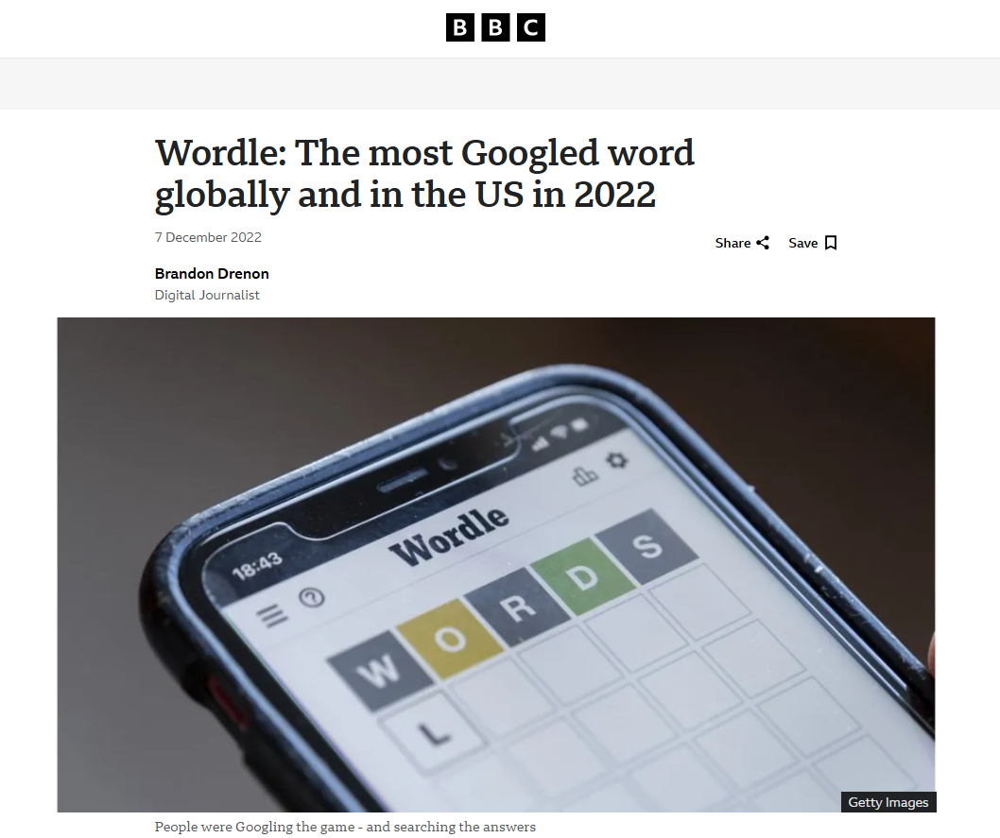 BBC
Wordle: The most Googled word
globally and in the US in 2022
7 December 2022
Share
Save
Brandon Drenon
Digital Journalist
18:43
Wordle
W O R D S
L
Getty Images
People were Googling the game - and searching the answers